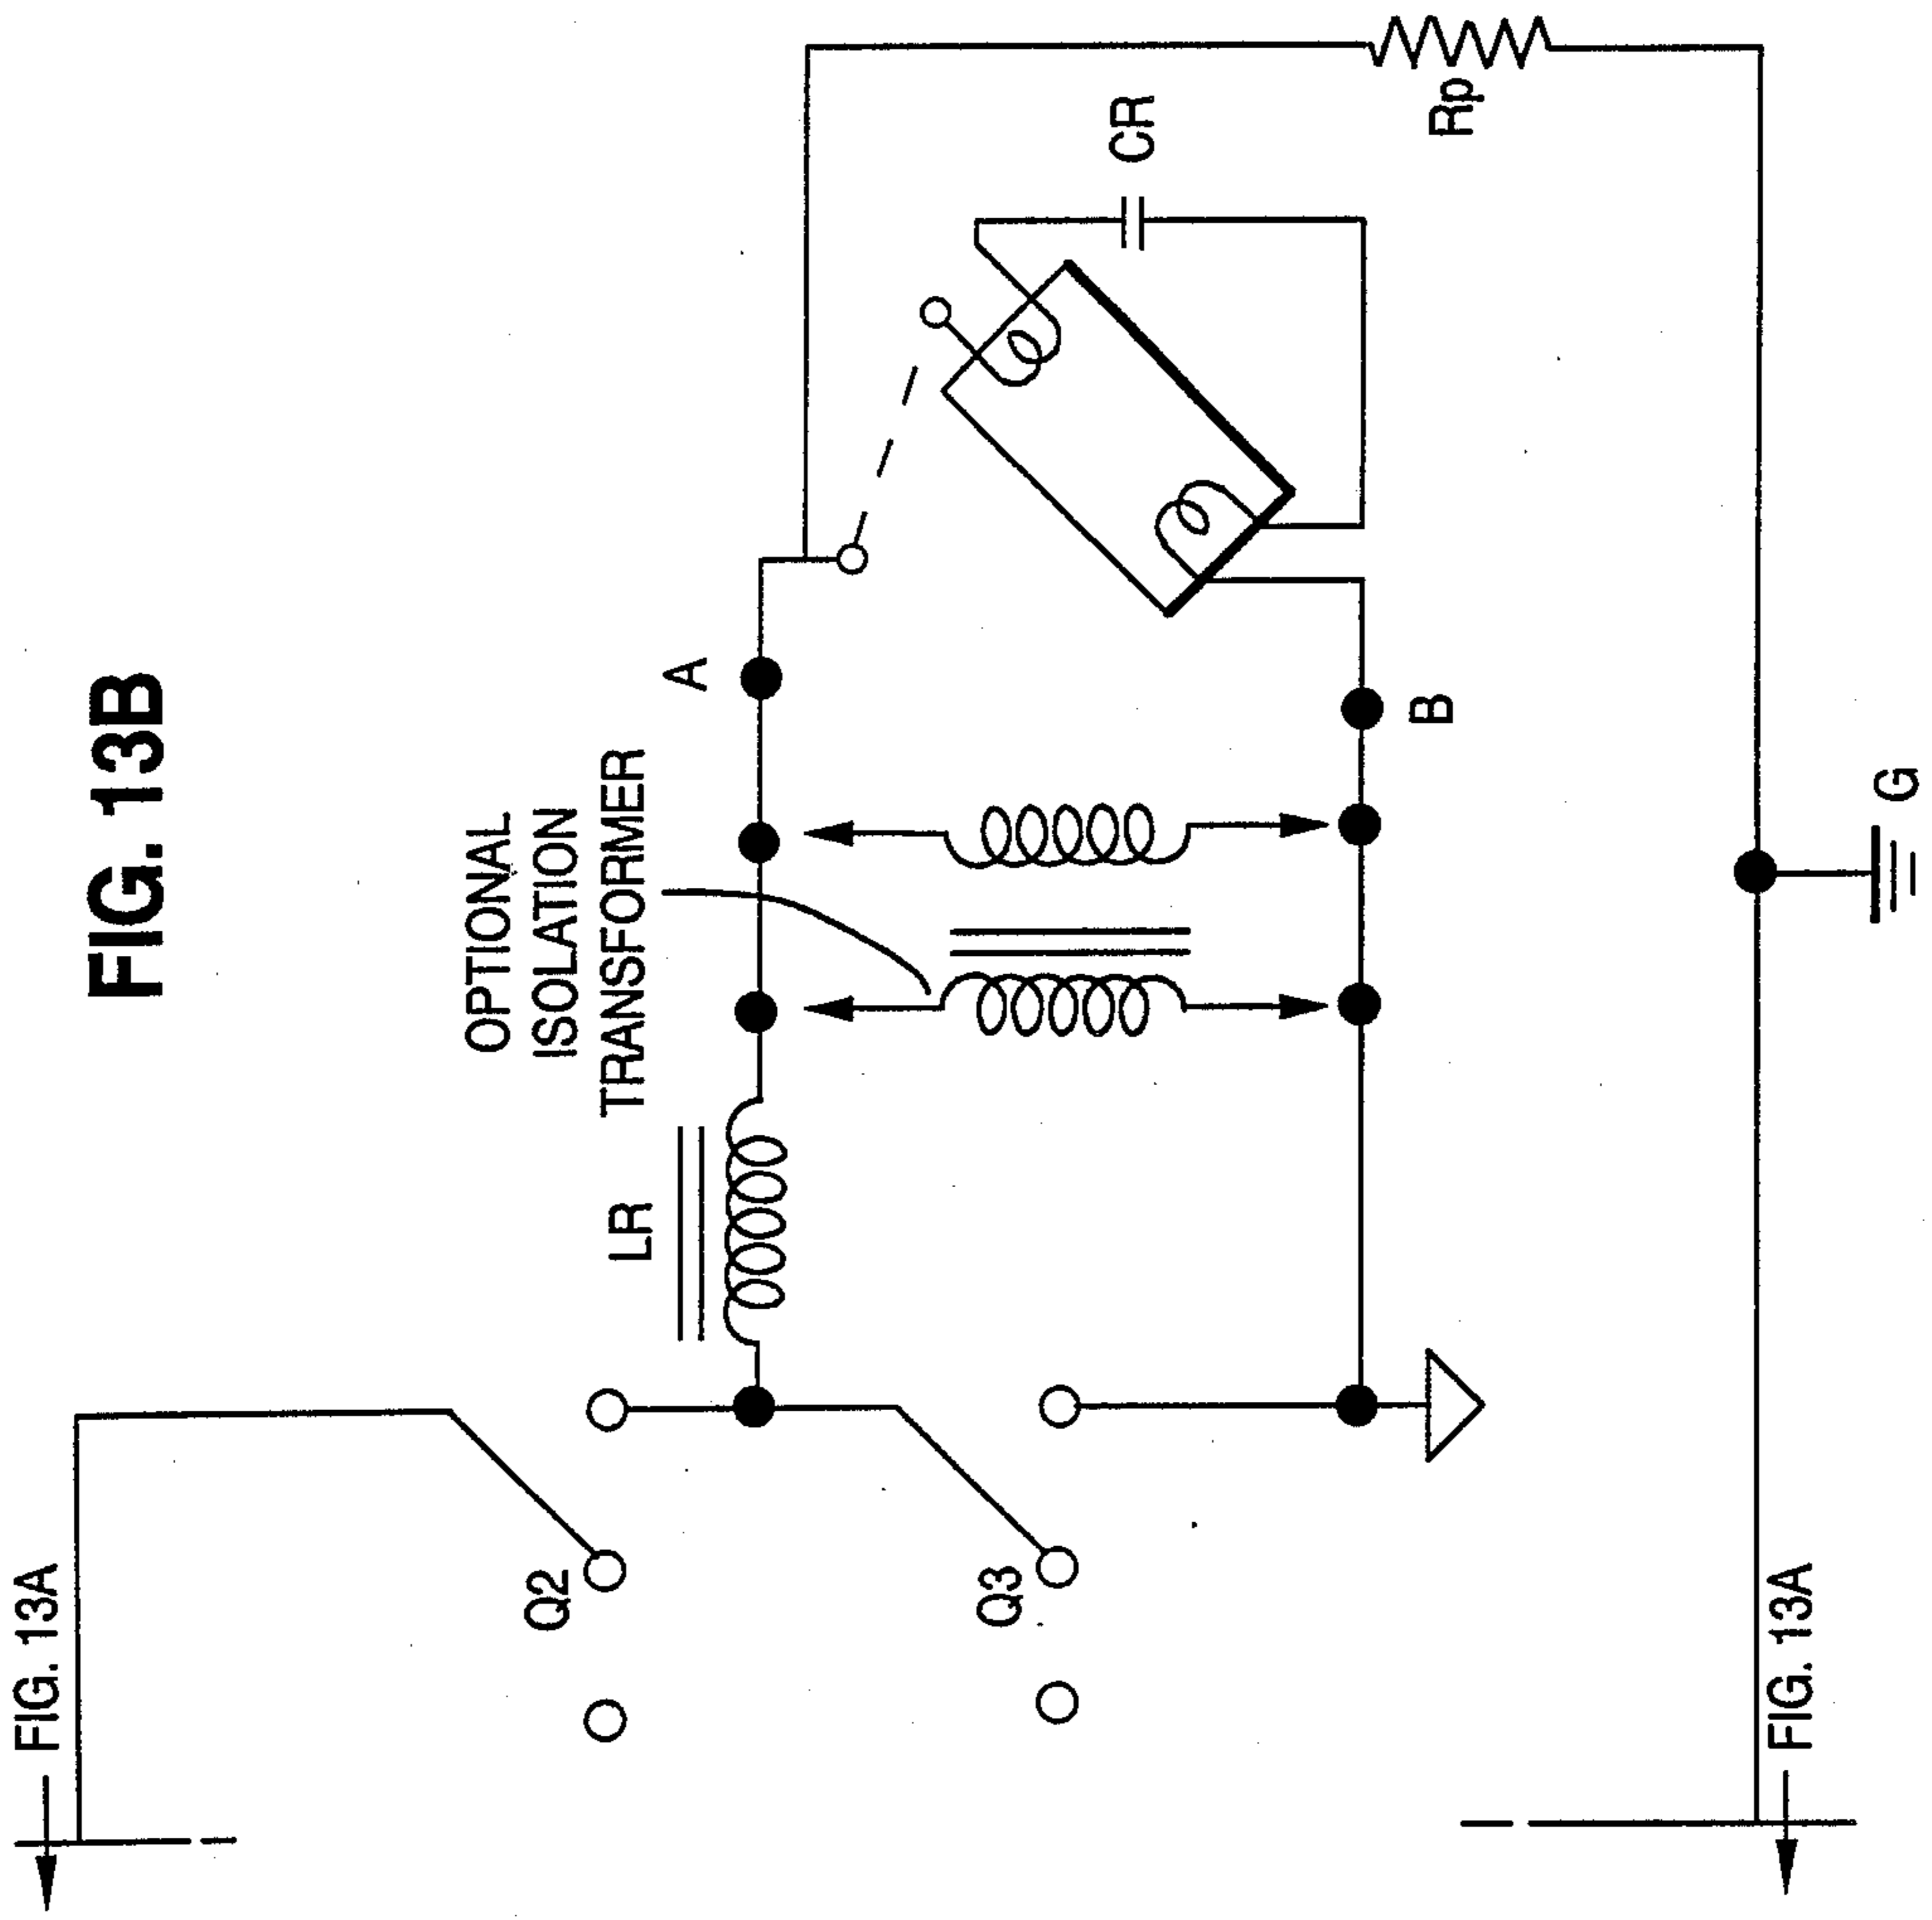 FIG. 13B
FIG. 13A
Q2
Q3
LR
OPTIONAL
ISOLATION
TRANSFORMER
A
B
CR
Rp
G
FIG. 13A